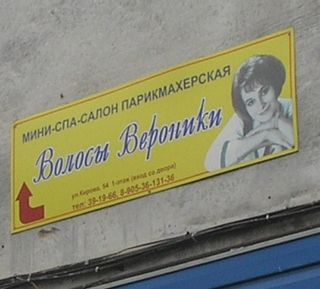 МИНИ-СПА-САЛОН ПАРИКМАХЕРСКАЯ
Волосы Вероники
ул.Кирова, 54 1-этаж (вход со двора)
тел: 39-19-66, 8-905-36-131-36